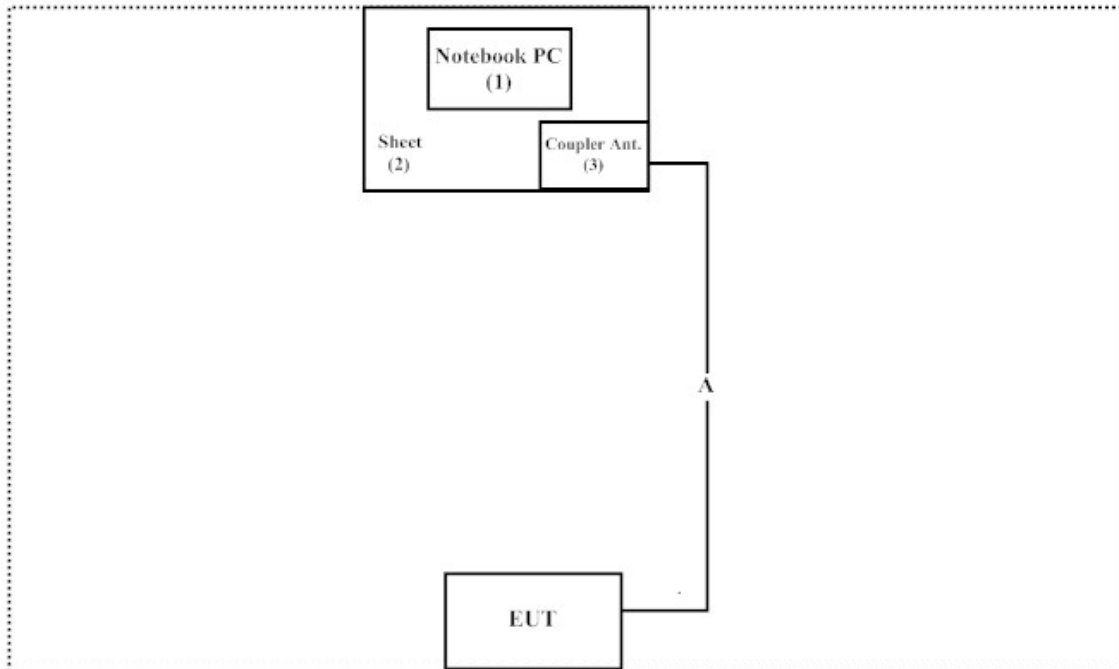 Notebook PC
(1)
Sheet
(2)
Coupler Ant.
(3)
A
EUT